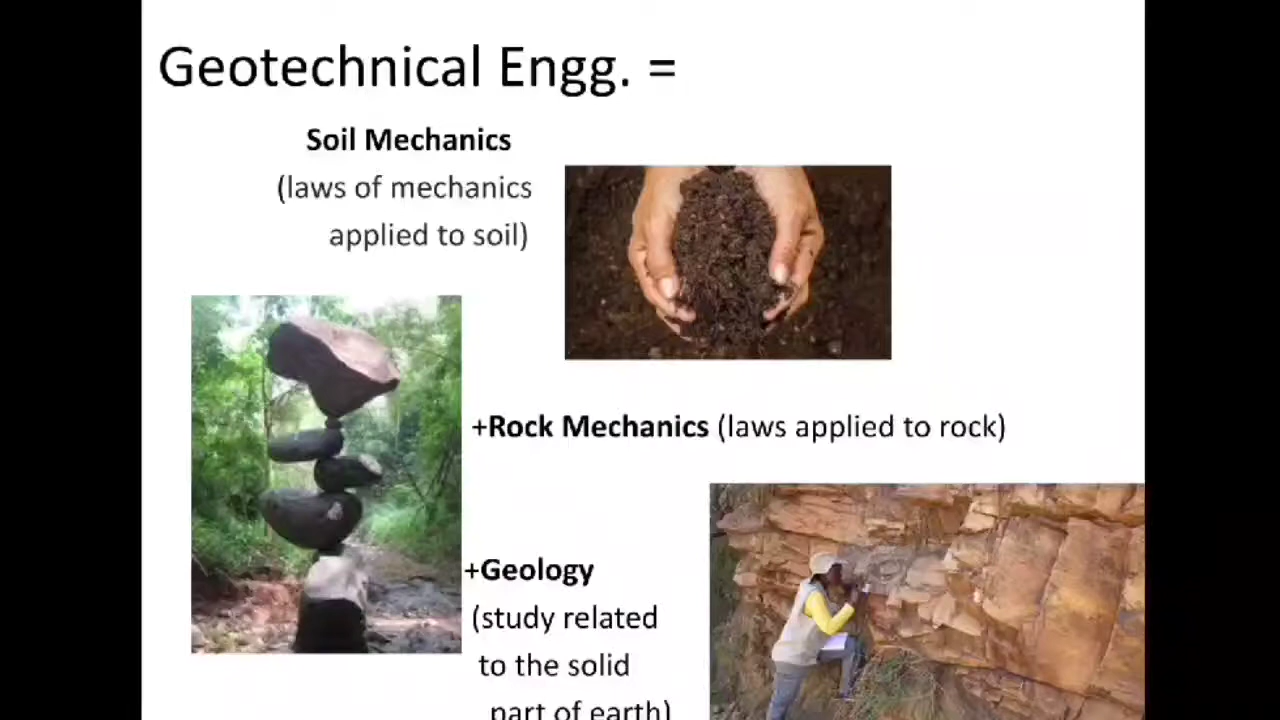 Geotechnical Engg. =
Soil Mechanics
(laws of mechanics
applied to soil)
+Rock Mechanics (laws applied to rock)
+Geology
(study related
to the solid
part of earth)